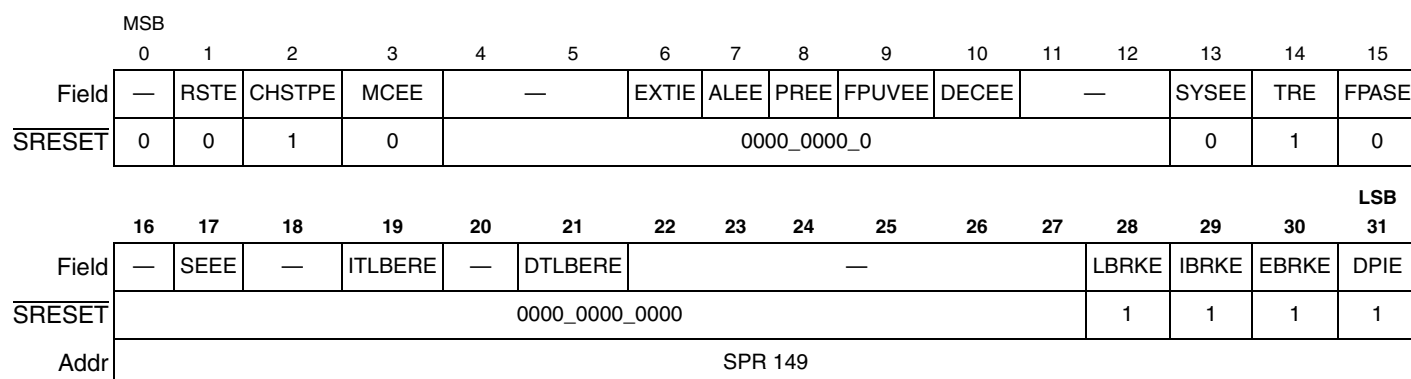 MSB
0 1 2 3 4 5 6 7 8 9 10 11 12 13 14 15
Field — RSTE CHSTPE MCEE — EXTIE ALEE PREE FPUVEE DECEE — SYSEE TRE FPASE
SRESET 0 0 1 0 0000_0000_0 0 1 0
LSB
16 17 18 19 20 21 22 23 24 25 26 27 28 29 30 31
Field — SEEE — ITLBERE — DTLBERE — LBRKE IBRKE EBRKE DPIE
SRESET 0000_0000_0000 1 1 1 1
Addr SPR 149